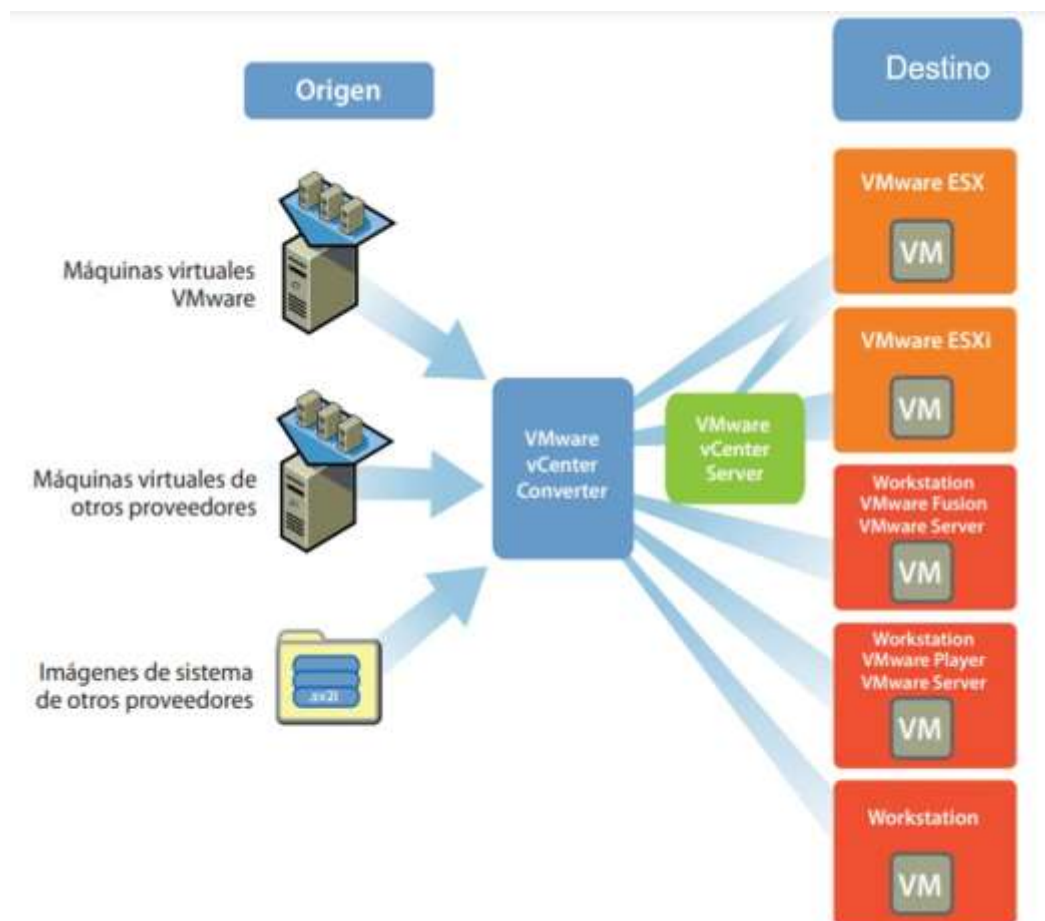 Origen
Destino
Máquinas virtuales
VMware
Máquinas virtuales de
otros proveedores
Imágenes de sistema
de otros proveedores
.sv2i
VMware
vCenter
Converter
VMware
vCenter
Server
VMware ESX
VM
VMware ESXi
VM
Workstation
VMware Fusion
VMware Server
VM
Workstation
VMware Player
VMware Server
VM
Workstation
VM